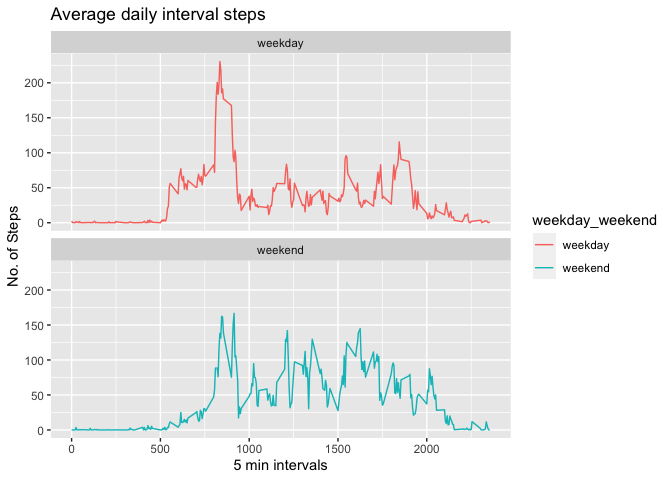 Average daily interval steps
weekday
200
150
100
50
0
weekend
200
150
100
50
0
0 500 1000 1500 2000
5 min intervals
No. of Steps
weekday_weekend
weekday
weekend